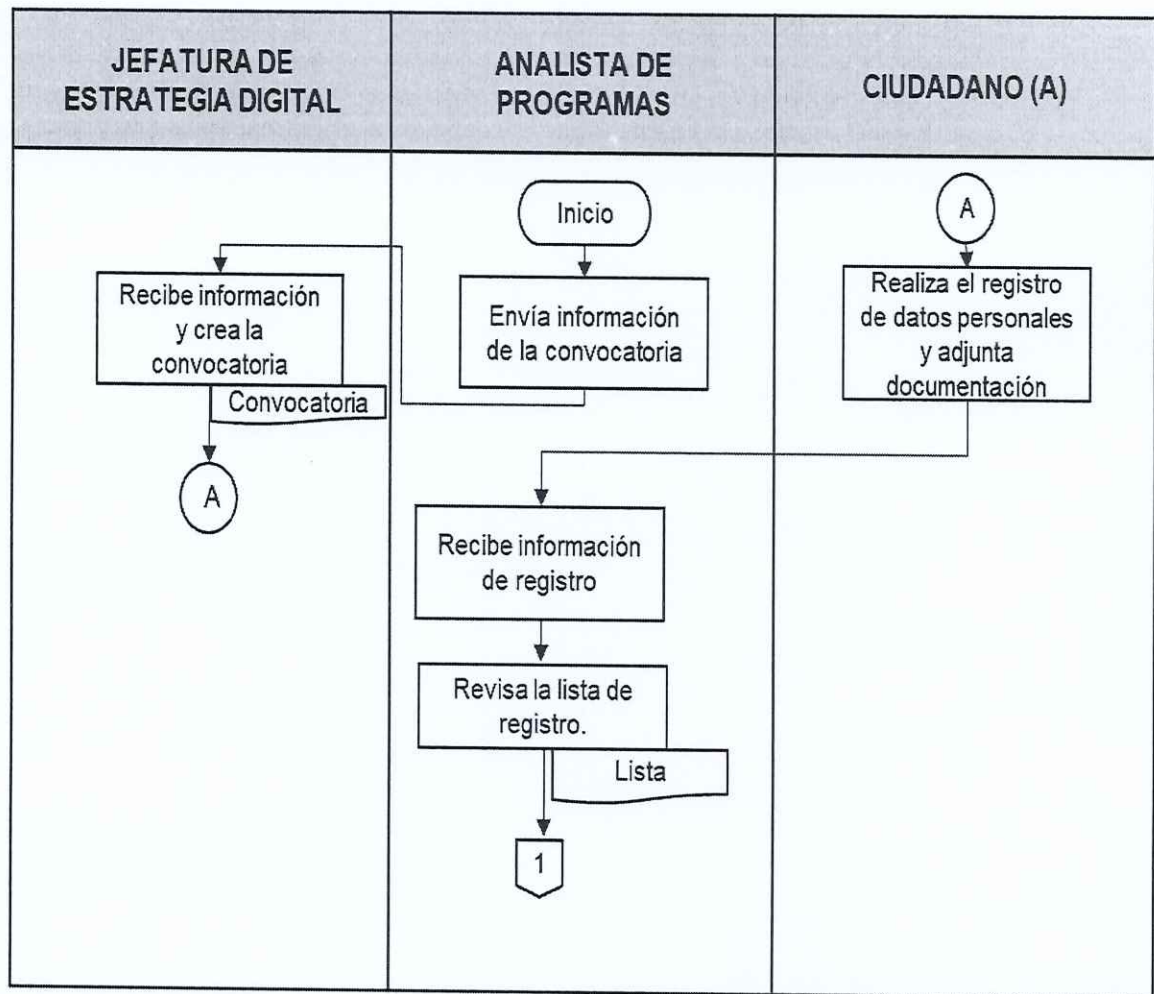 JEFATURA DE
ESTRATEGIA DIGITAL
ANALISTA DE
PROGRAMAS
CIUDADANO (A)
Inicio
A
Recibe información
y crea la
convocatoria
Convocatoria
A
Envía información
de la convocatoria
Realiza el registro
de datos personales
y adjunta
documentación
Recibe información
de registro
Revisa la lista de
registro.
Lista
1